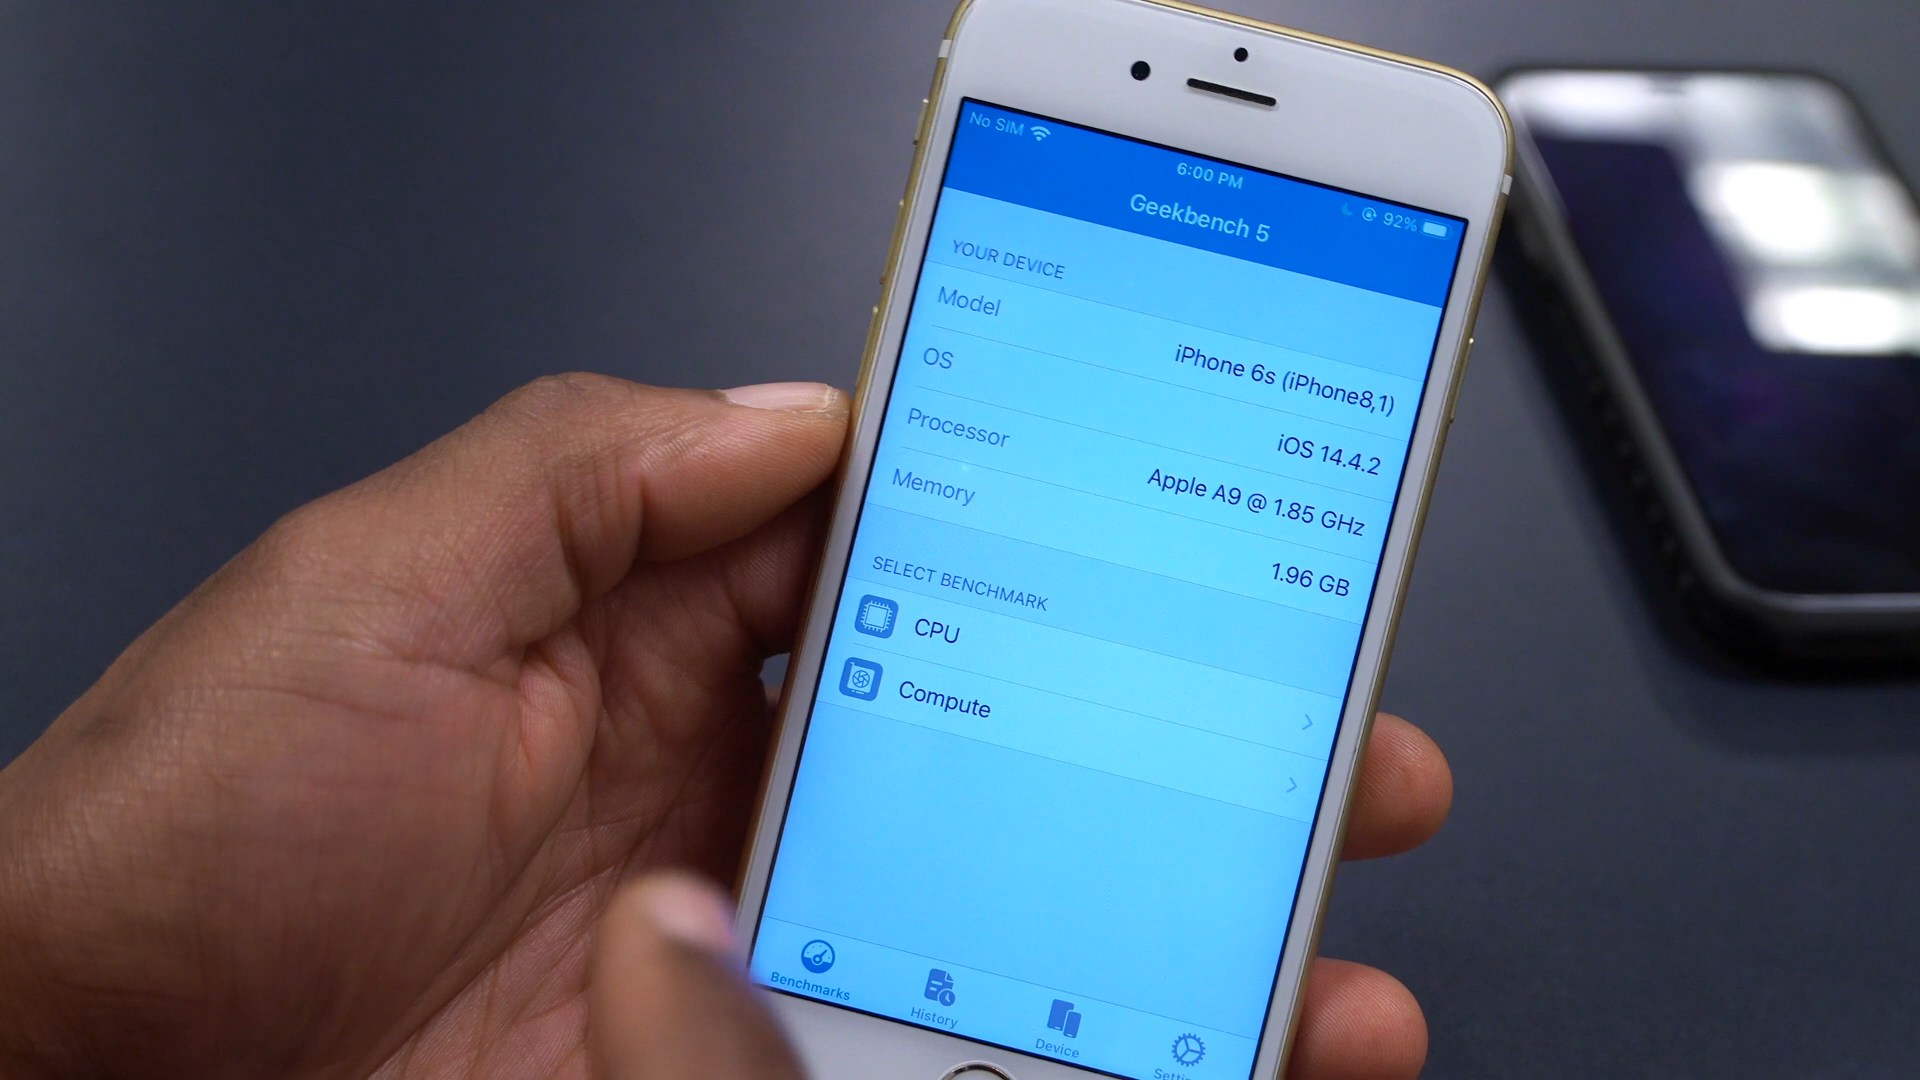 No SIM
6:00 PM
92%
Geekbench 5
YOUR DEVICE
Model
iPhone 6s (iPhone8,1)
OS
iOS 14.4.2
Processor
Apple A9 @ 1.85 GHz
Memory
1.96 GB
SELECT BENCHMARK
CPU
Compute
Benchmarks
History
Device